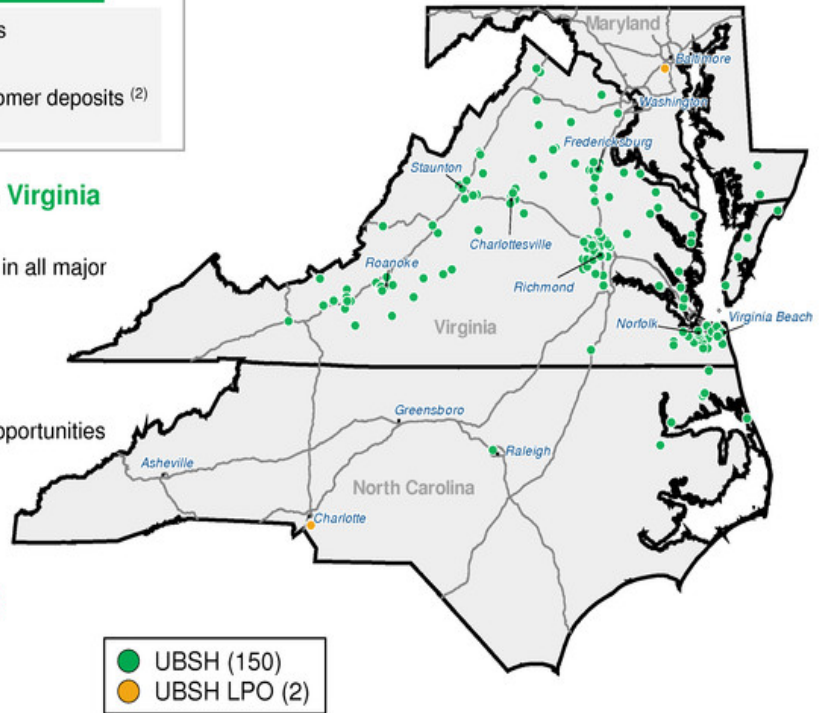 s
omer deposits (2)
Virginia
in all major
pportunities
Maryland
Baltimore
Washington
Fredericksburg
Staunton
Charlottesville
Roanoke
Richmond
Virginia
Norfolk
Virginia Beach
Greensboro
Raleigh
Asheville
North Carolina
Charlotte
UBSH (150)
UBSH LPO (2)